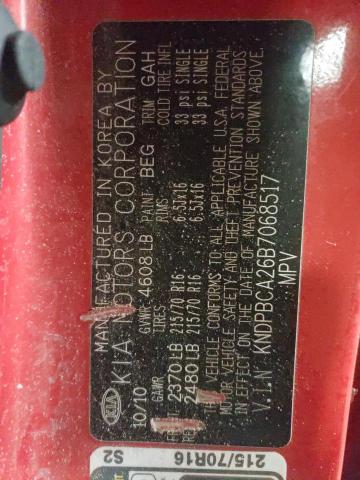 MANUFACTURED IN KOREA BY
KIA KIA MOTORS CORPORATION
10/10 GVWR 4608 LB PAINT BEG TRIM GAH
GAWR TIRES RIMS COLD TIRE INFL
2370 LB 215/70 R16 6.5Jx16 33 psi SINGLE
2480 LB 215/70 R16 6.5Jx16 33 psi SINGLE
VEHICLE CONFORMS TO ALL APPLICABLE U.S.A. FEDERAL
MOTOR VEHICLE SAFETY AND THEFT PREVENTION STANDARDS
IN EFFECT ON THE DATE OF MANUFACTURE SHOWN ABOVE.
V.I.N KNDPBCA26B7068517
MPV
215/70R16
S2